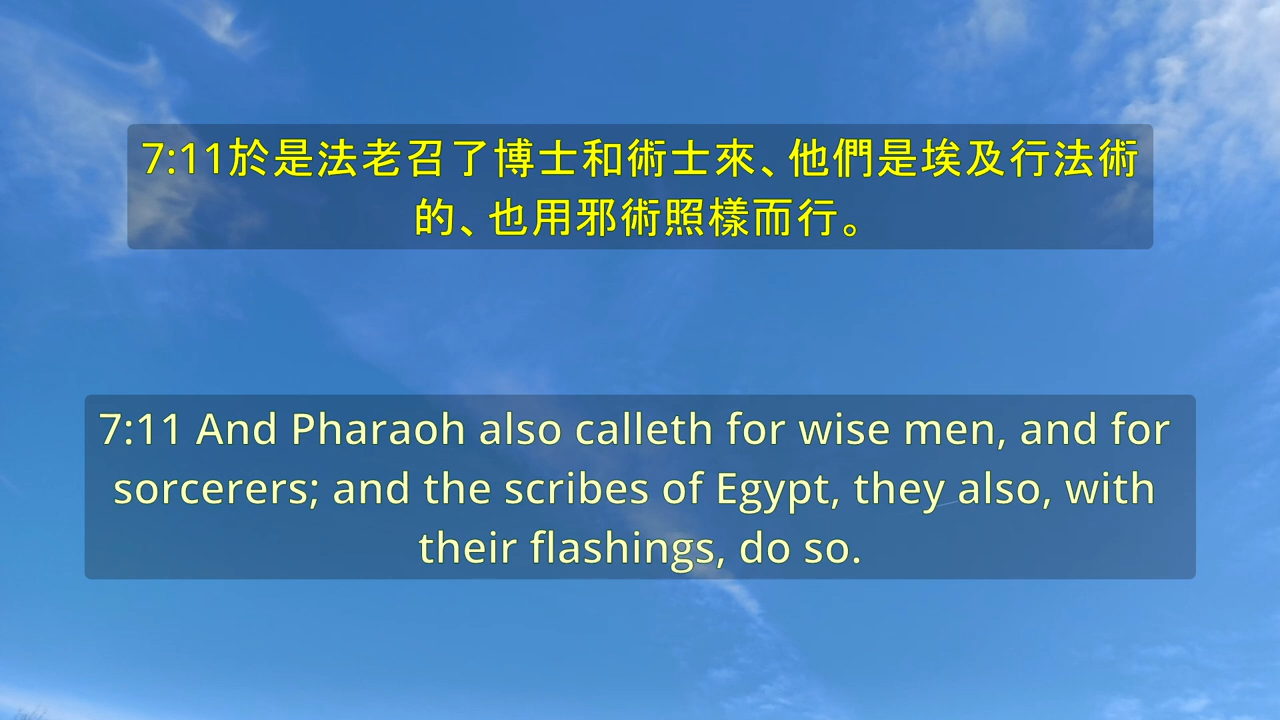 7:11於是法老召了博士和術士來、他們是埃及行法術
的、也用邪術照樣而行。
7:11 And Pharaoh also calleth for wise men, and for
sorcerers; and the scribes of Egypt, they also, with
their flashings, do so.